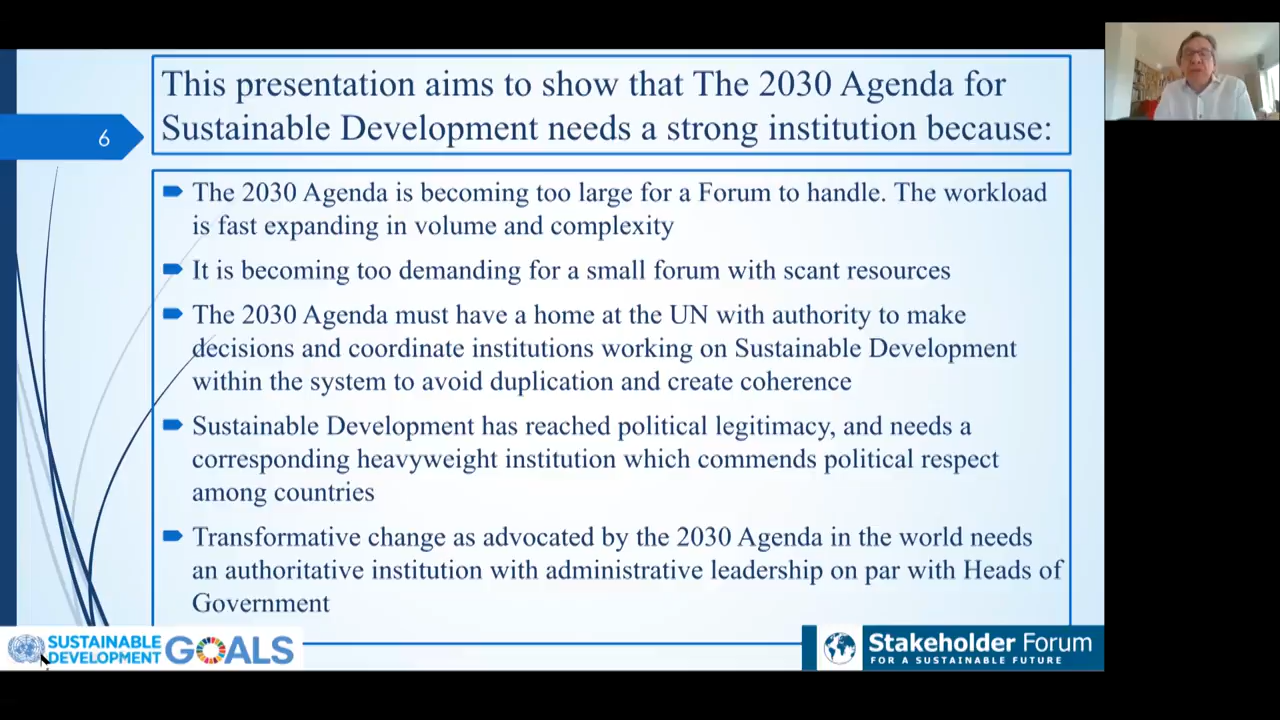 This presentation aims to show that The 2030 Agenda for
Sustainable Development needs a strong institution because:
6
The 2030 Agenda is becoming too large for a Forum to handle. The workload
is fast expanding in volume and complexity
It is becoming too demanding for a small forum with scant resources
The 2030 Agenda must have a home at the UN with authority to make
decisions and coordinate institutions working on Sustainable Development
within the system to avoid duplication and create coherence
Sustainable Development has reached political legitimacy, and needs a
corresponding heavyweight institution which commends political respect
among countries
Transformative change as advocated by the 2030 Agenda in the world needs
an authoritative institution with administrative leadership on par with Heads of
Government
SUSTAINABLE
DEVELOPMENT GOALS
Stakeholder Forum
FOR A SUSTAINABLE FUTURE